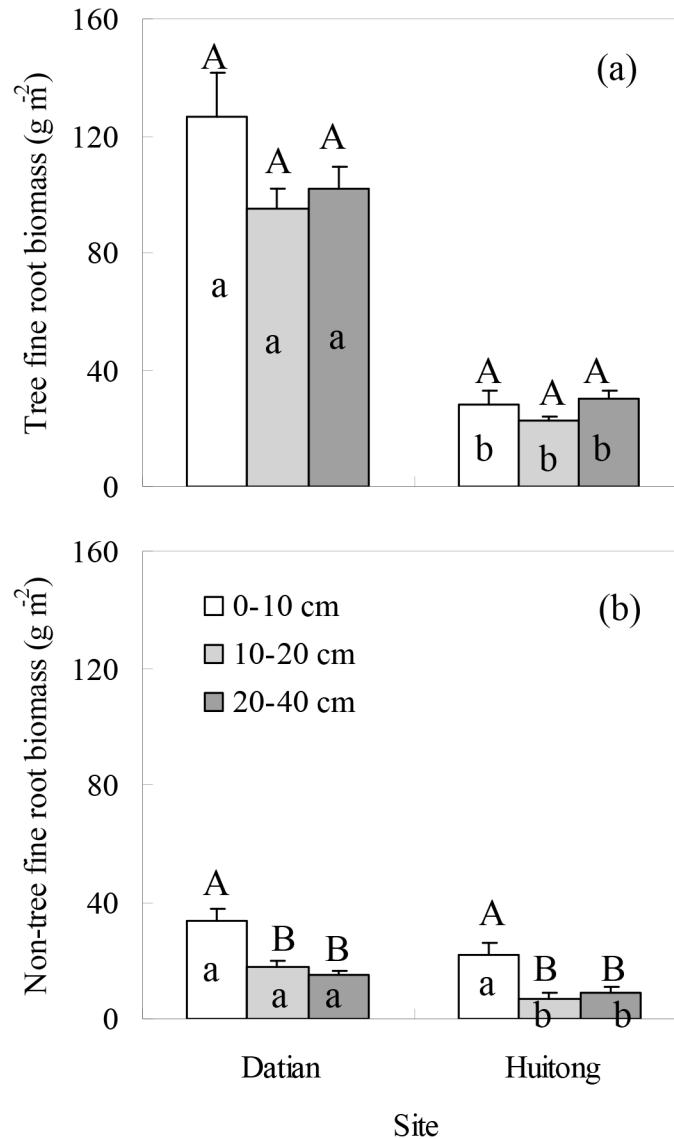 160
(a)
A
120
A
A
80
a
a
a
40
A
A
A
b
b
b
0
Tree fine root biomass (g m-2)
160
(b)
0-10 cm
10-20 cm
20-40 cm
120
80
40
A
A
B
B
B
B
a
a
a
a
b
b
0
Non-tree fine root biomass (g m-2)
Datian
Huitong
Site